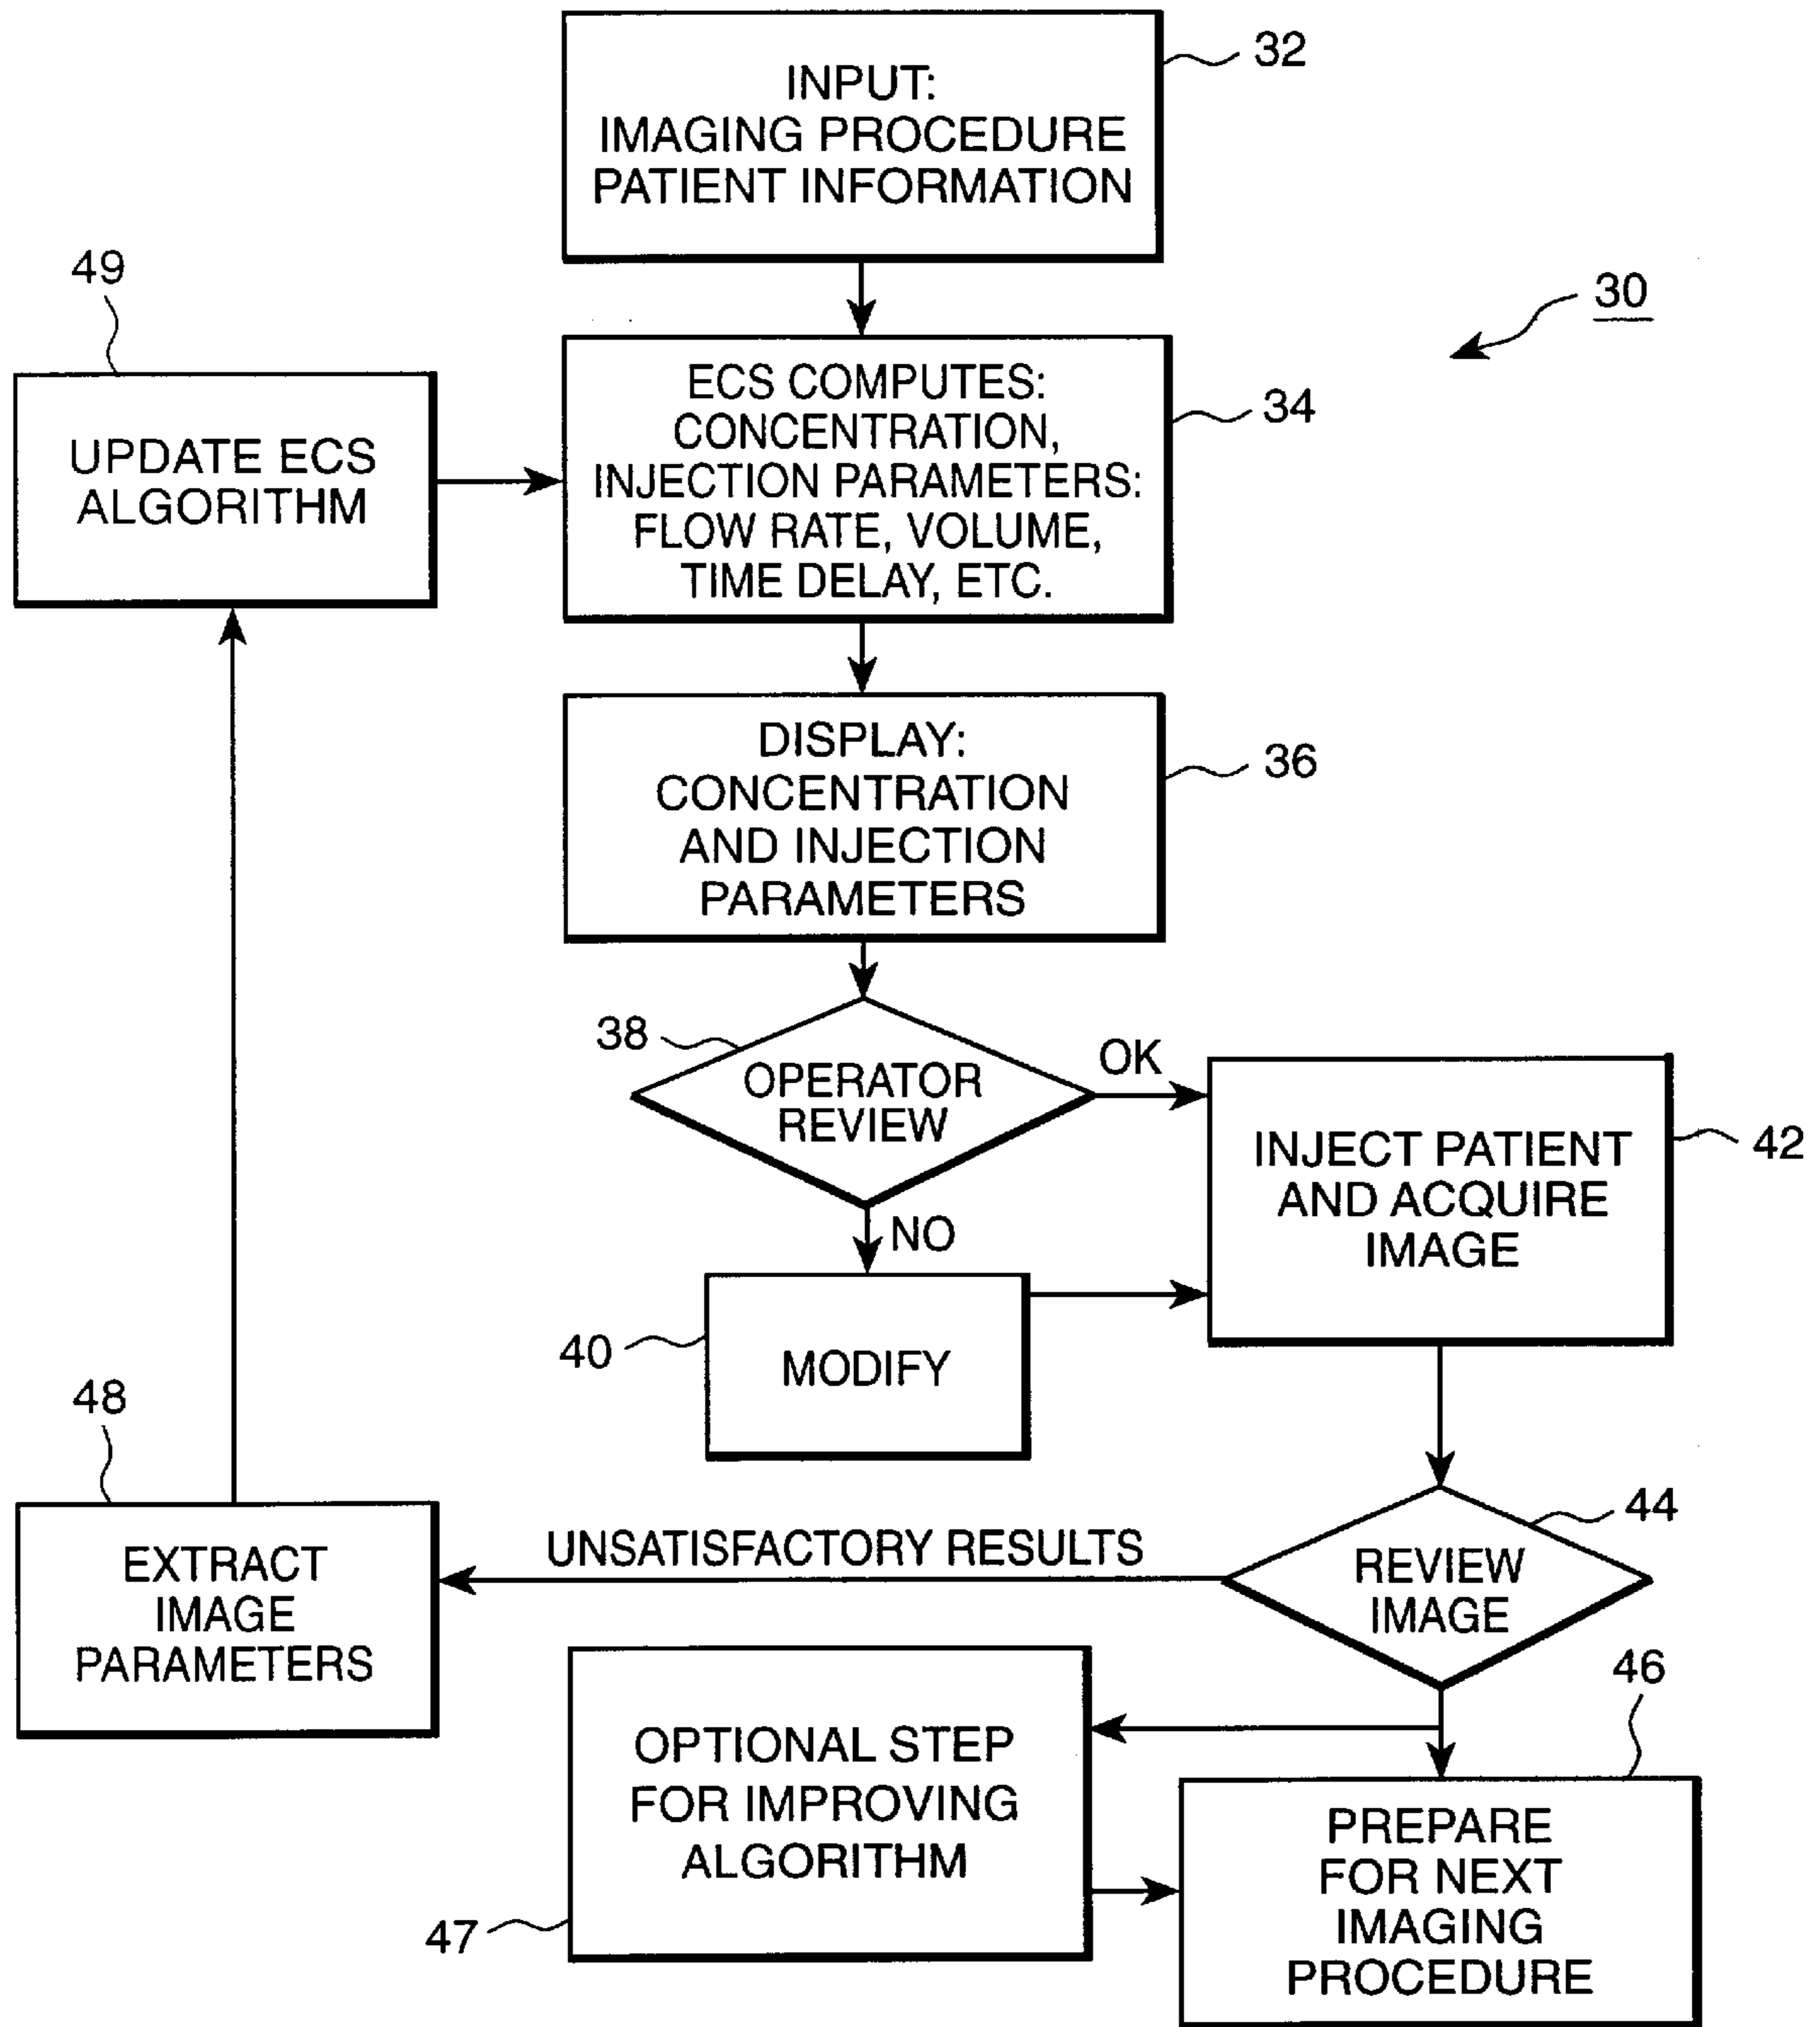 INPUT:
IMAGING PROCEDURE
PATIENT INFORMATION
32
30
49
UPDATE ECS
ALGORITHM
ECS COMPUTES:
CONCENTRATION,
INJECTION PARAMETERS:
FLOW RATE, VOLUME,
TIME DELAY, ETC.
34
DISPLAY:
CONCENTRATION
AND INJECTION
PARAMETERS
36
38
OPERATOR
REVIEW
OK
NO
INJECT PATIENT
AND ACQUIRE
IMAGE
42
40
MODIFY
48
EXTRACT
IMAGE
PARAMETERS
UNSATISFACTORY RESULTS
REVIEW
IMAGE
44
46
OPTIONAL STEP
FOR IMPROVING
ALGORITHM
47
PREPARE
FOR NEXT
IMAGING
PROCEDURE